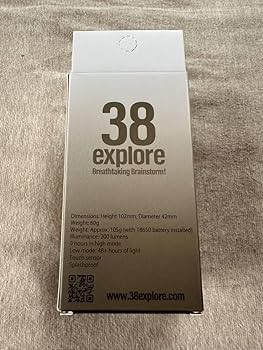 38
explore
Breathtaking Brainstorm!
Dimensions: Height 102mm, Diameter 42mm
Weight: 60g
Weight: Approx. 105g (with 18650 battery installed)
Illuminance: 200 lumens
9 hours in high mode
Low mode: 48+ hours of light
Touch sensor
Splashproof
www.38explore.com